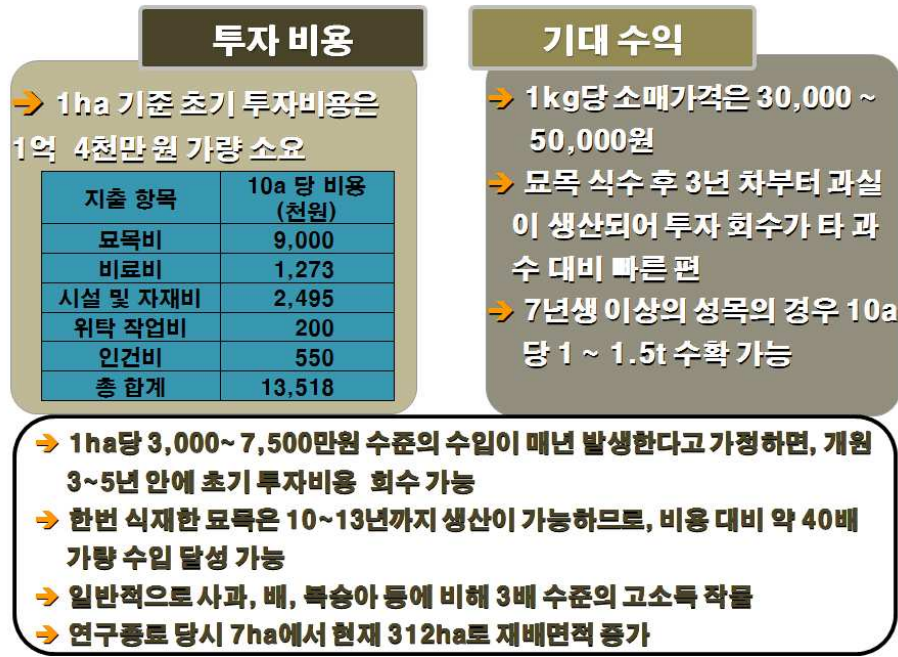 투자 비용
➔ 1ha 기준 초기 투자비용은
1억 4천만 원 가량 소요
지출 항목 10a 당 비용 (천원)
묘목비 9,000
비료비 1,273
시설 및 자재비 2,495
위탁 작업비 200
인건비 550
총 합계 13,518
기대 수익
➔ 1kg당 소매가격은 30,000 ~
50,000원
➔ 묘목 식수 후 3년 차부터 과실
이 생산되어 투자 회수가 타 과
수 대비 빠른 편
➔ 7년생 이상의 성목의 경우 10a
당 1 ~ 1.5t 수확 가능
➔ 1ha당 3,000~ 7,500만원 수준의 수입이 매년 발생한다고 가정하면, 개원
3~5년 안에 초기 투자비용 회수 가능
➔ 한번 식재한 묘목은 10~13년까지 생산이 가능하므로, 비용 대비 약 40배
가량 수입 달성 가능
➔ 일반적으로 사과, 배, 복숭아 등에 비해 3배 수준의 고소득 작물
➔ 연구종료 당시 7ha에서 현재 312ha로 재배면적 증가